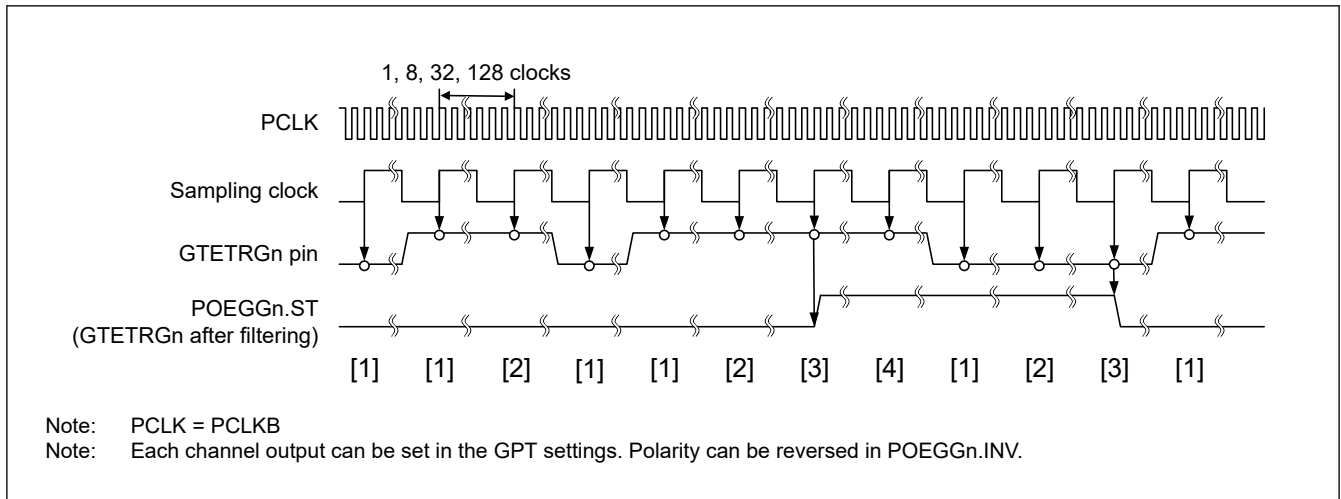 1, 8, 32, 128 clocks
PCLK
Sampling clock
GTETRGn pin
POEGGn.ST
(GTETRGn after filtering)
[1] [1] [2] [1] [1] [2] [3] [4] [1] [2] [3] [1]
Note: PCLK = PCLKB
Note: Each channel output can be set in the GPT settings. Polarity can be reversed in POEGGn.INV.